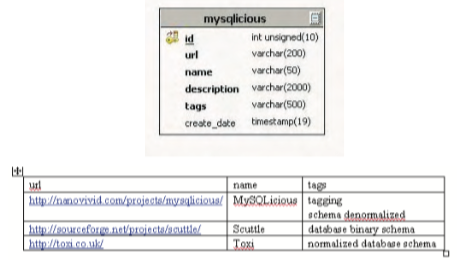 mysqlicious
id int unsigned(10)
url varchar(200)
name varchar(50)
description varchar(2000)
tags varchar(500)
create_date timestamp(19)
url name tags
http://nanovivid.com/projects/mysqlicious/ MySQLicious tagging
schema denormalized
http://sourceforge.net/projects/scuttle/ Scuttle database binary schema
http://toxi.co.uk/ Toxi normalized database schema